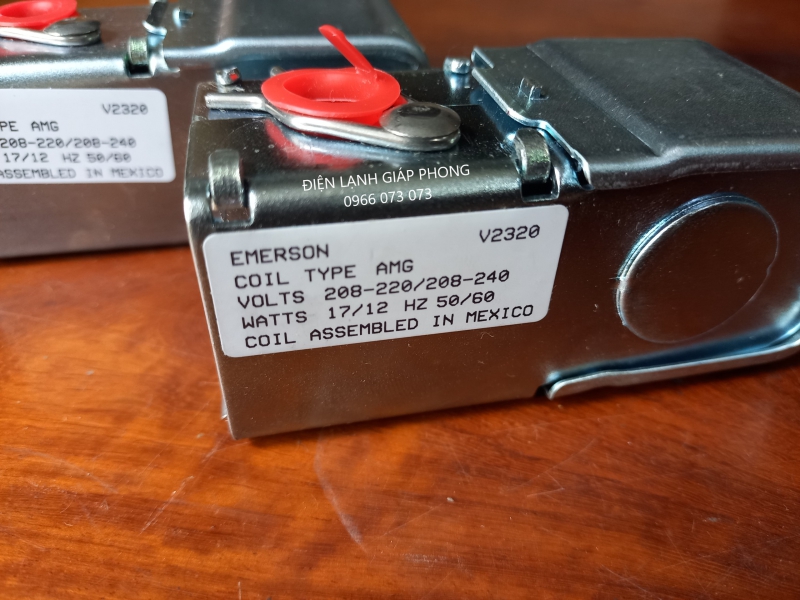 V2320
PE AMG
208-220/208-240
17/12 HZ 50/60
ASSEMBLED IN MEXICO
ĐIỆN LẠNH GIÁP PHONG
0966 073 073
EMERSON V2320
COIL TYPE AMG
VOLTS 208-220/208-240
WATTS 17/12 HZ 50/60
COIL ASSEMBLED IN MEXICO